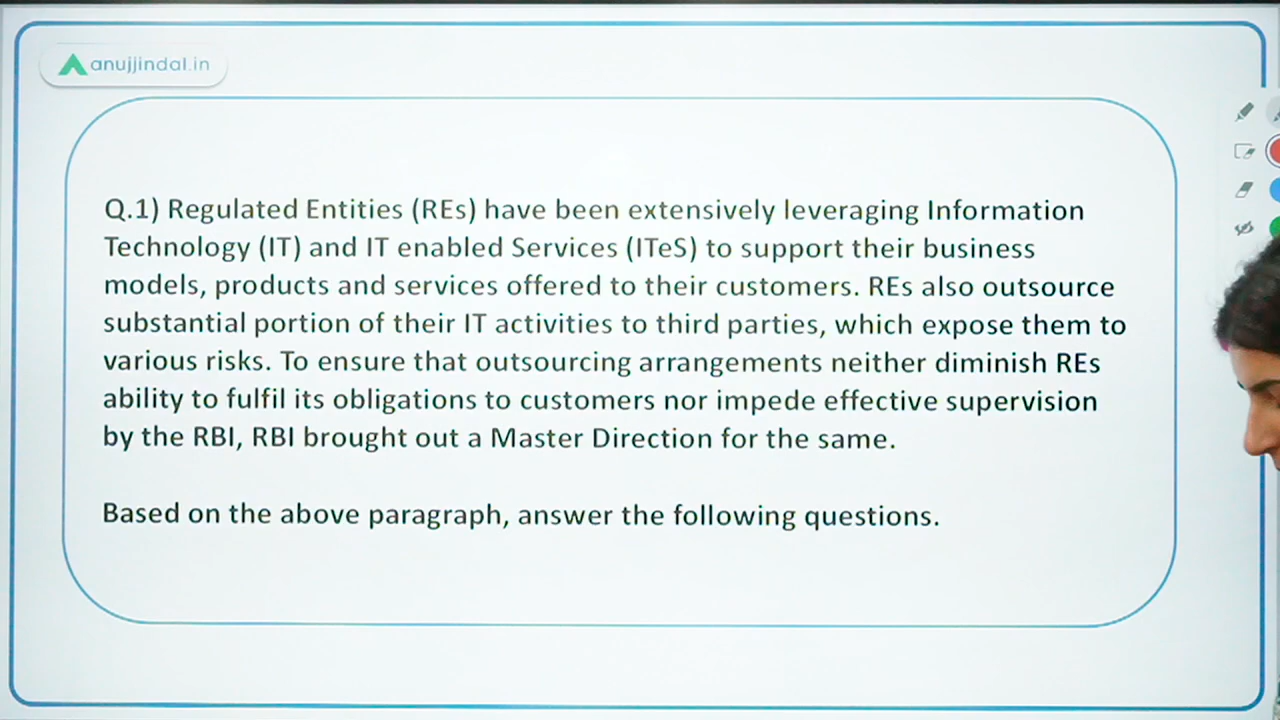 anujjindal.in
Q.1) Regulated Entities (REs) have been extensively leveraging Information
Technology (IT) and IT enabled Services (ITeS) to support their business
models, products and services offered to their customers. REs also outsource
substantial portion of their IT activities to third parties, which expose them to
various risks. To ensure that outsourcing arrangements neither diminish REs
ability to fulfil its obligations to customers nor impede effective supervision
by the RBI, RBI brought out a Master Direction for the same.
Based on the above paragraph, answer the following questions.